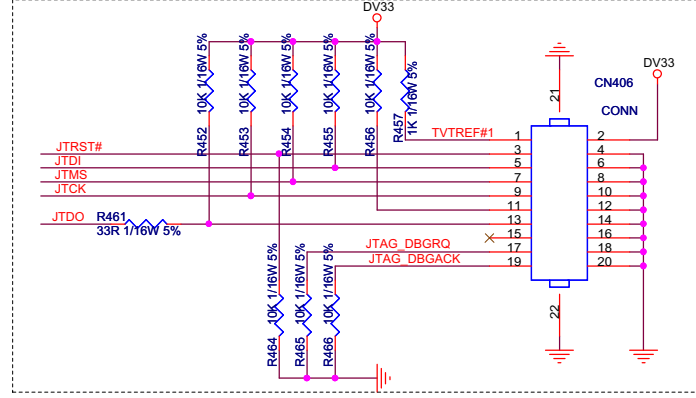 DV33
10K 1/16W 5%
10K 1/16W 5%
10K 1/16W 5%
10K 1/16W 5%
10K 1/16W 5%
1K 1/16W 5%
R452
R453
R454
R455
R456
R457
DV33
21
CN406
CONN
TVTREF#1
1
2
JTRST#
3
4
JTDI
5
6
JTMS
7
8
JTCK
9
10
11
12
JTDO
R461
33R 1/16W 5%
13
14
15
16
JTAG_DBGRQ
17
18
JTAG_DBGACK
19
20
10K 1/16W 5%
10K 1/16W 5%
10K 1/16W 5%
R464
R465
R466
22